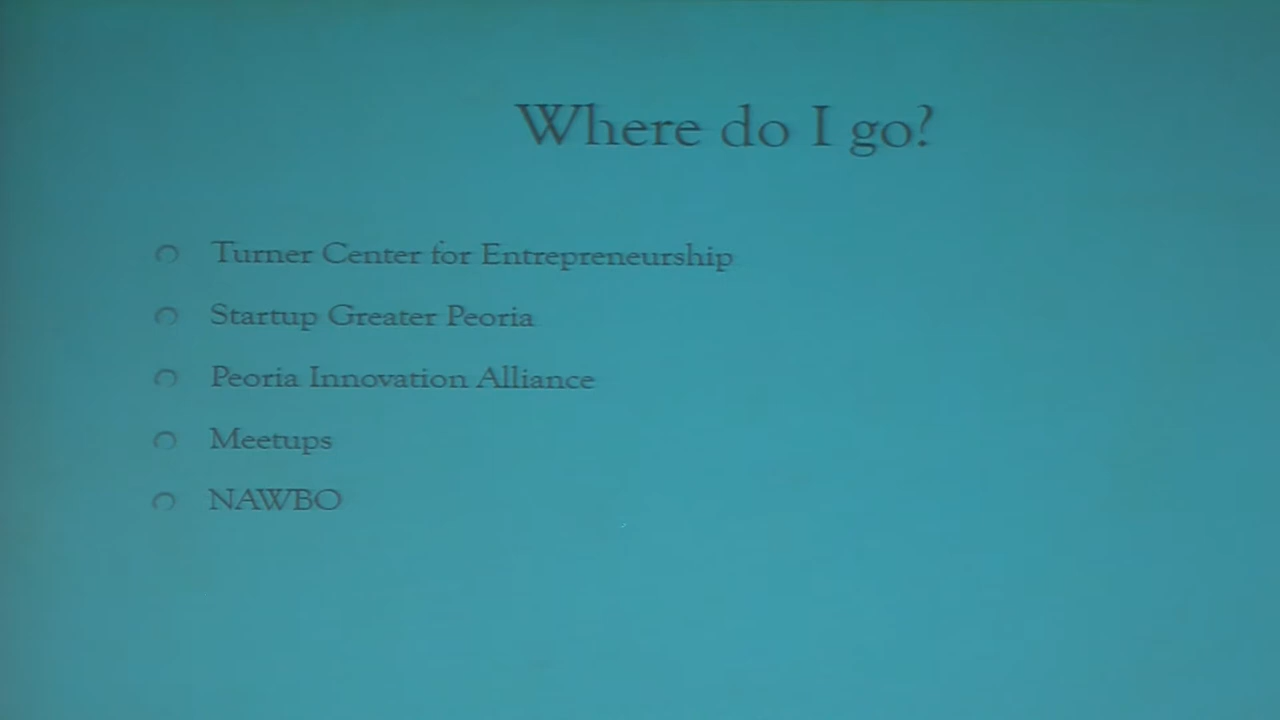 Where do I go?
Turner Center for Entrepreneurship
Startup Greater Peoria
Peoria Innovation Alliance
Meetups
NAWBO